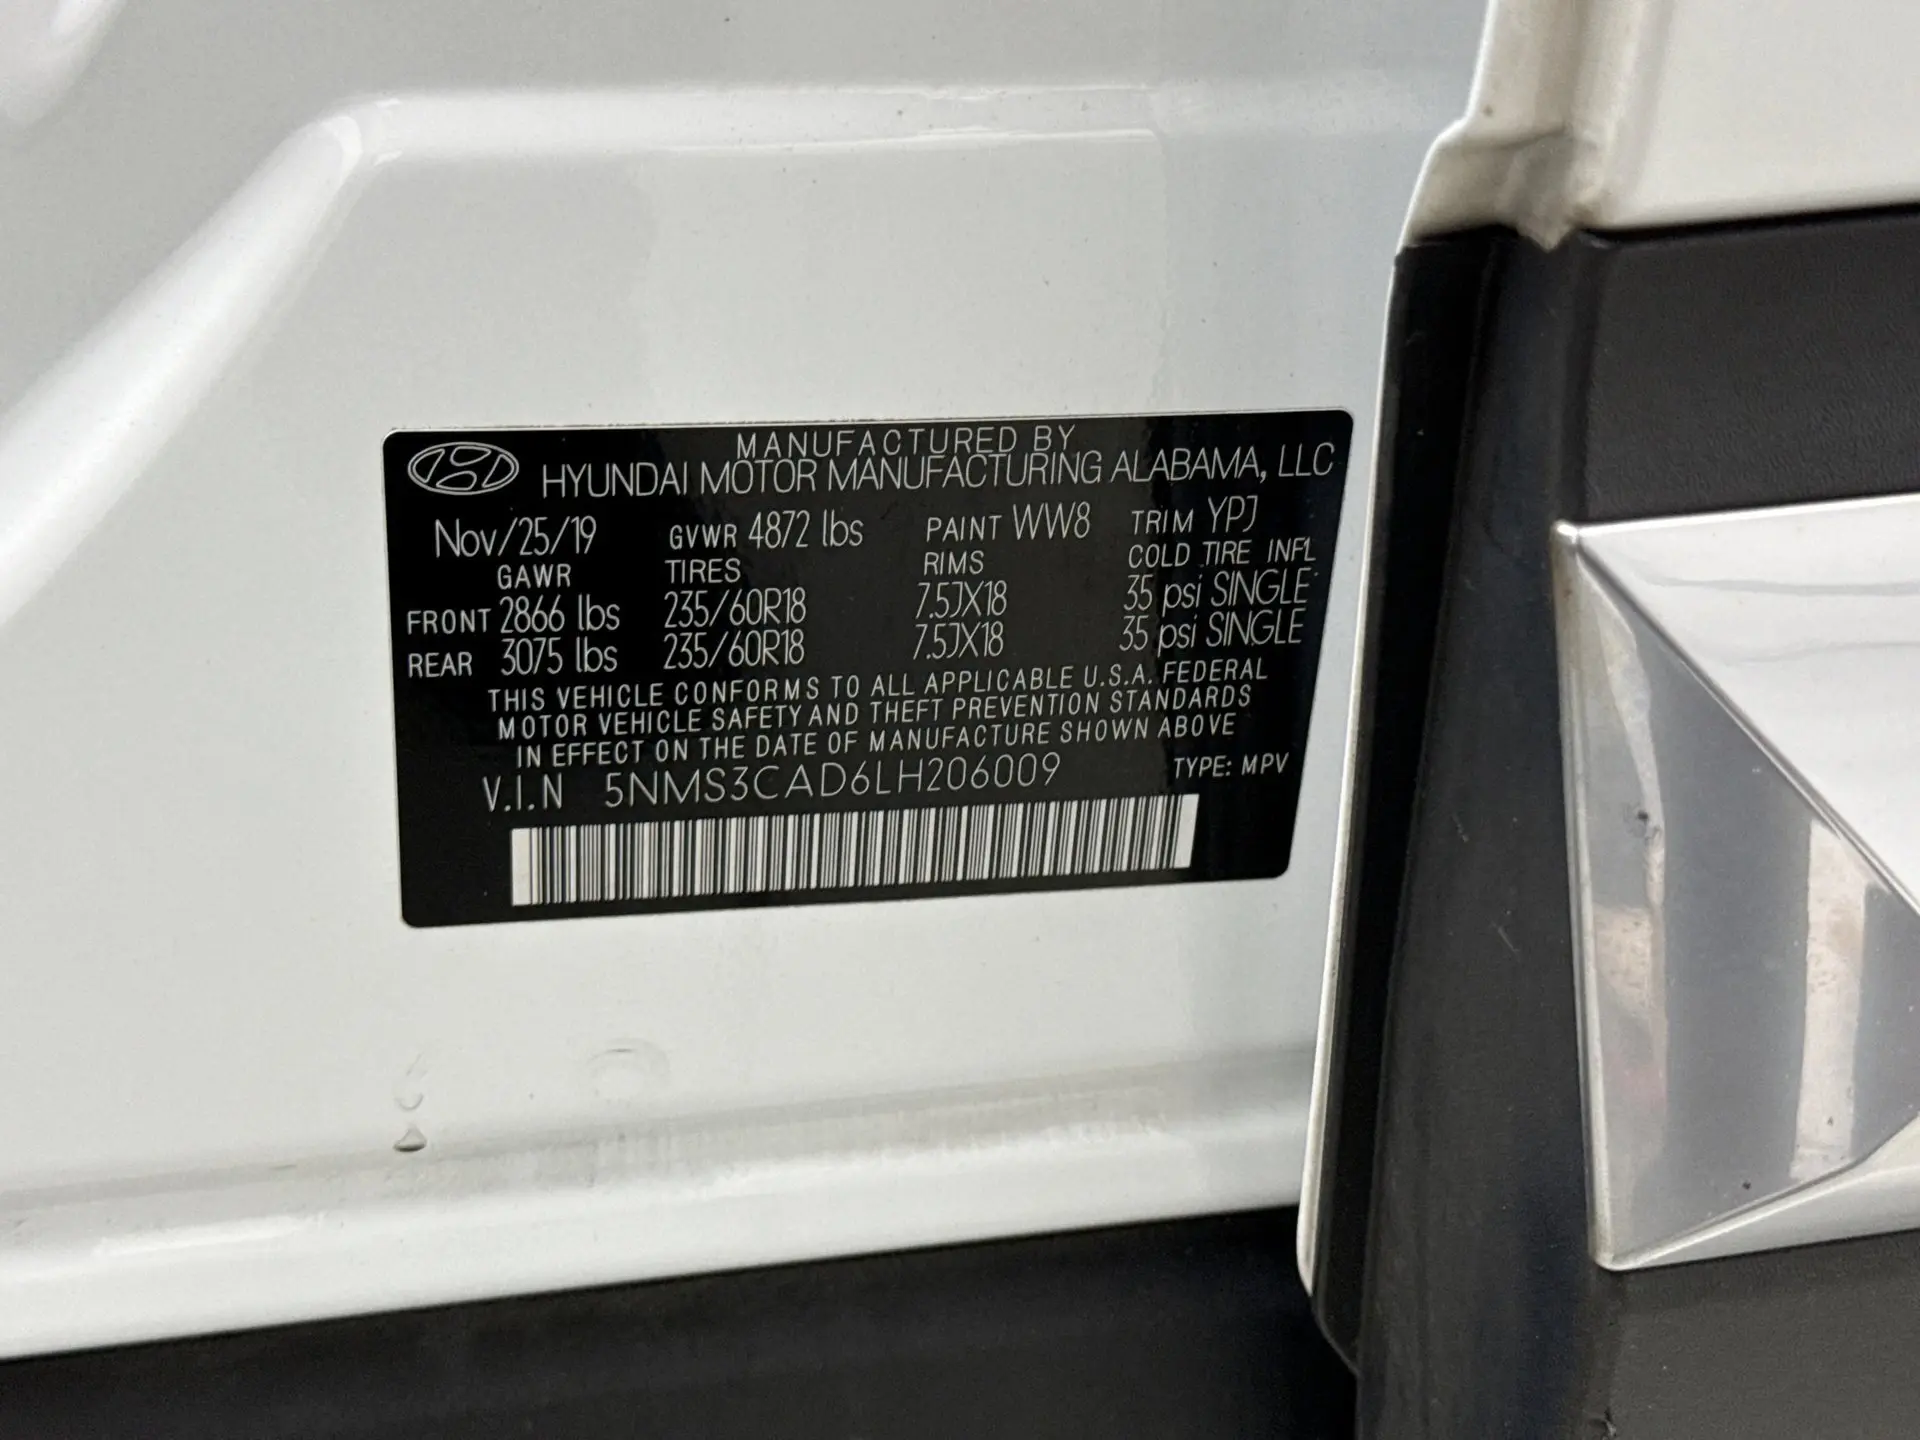 MANUFACTURED BY
HYUNDAI MOTOR MANUFACTURING ALABAMA, LLC
Nov/25/19 GVWR 4872 lbs PAINT WW8 TRIM YPJ
GAWR TIRES RIMS COLD TIRE INFL
FRONT 2866 lbs 235/60R18 7.5JX18 35 psi SINGLE
REAR 3075 lbs 235/60R18 7.5JX18 35 psi SINGLE
THIS VEHICLE CONFORMS TO ALL APPLICABLE U.S.A. FEDERAL
MOTOR VEHICLE SAFETY AND THEFT PREVENTION STANDARDS
IN EFFECT ON THE DATE OF MANUFACTURE SHOWN ABOVE
V.I.N 5NMS3CAD6LH206009 TYPE: MPV